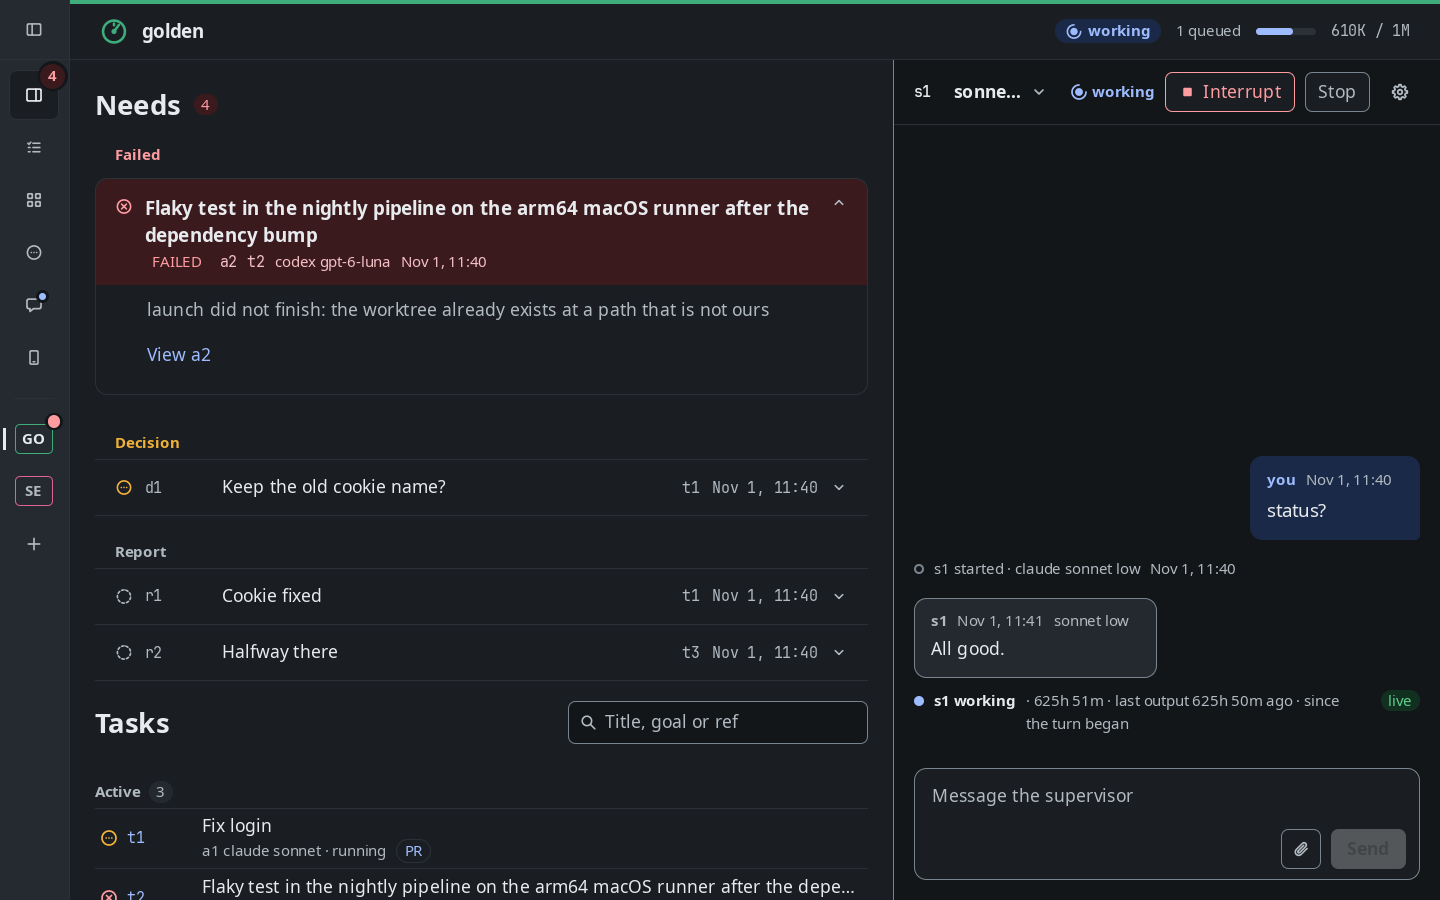 4
GO
SE
golden
working
1 queued
610K / 1M
Needs 4
Failed
Flaky test in the nightly pipeline on the arm64 macOS runner after the
dependency bump
FAILED a2 t2 codex gpt-6-luna Nov 1, 11:40
launch did not finish: the worktree already exists at a path that is not ours
View a2
Decision
d1 Keep the old cookie name? t1 Nov 1, 11:40
Report
r1 Cookie fixed t1 Nov 1, 11:40
r2 Halfway there t3 Nov 1, 11:40
Tasks
Title, goal or ref
Active 3
t1 Fix login
a1 claude sonnet · running PR
t2 Flaky test in the nightly pipeline on the arm64 macOS runner after the depe…
s1 sonne… working Interrupt Stop
you Nov 1, 11:40
status?
s1 started · claude sonnet low Nov 1, 11:40
s1 Nov 1, 11:41 sonnet low
All good.
s1 working · 625h 51m · last output 625h 50m ago · since
the turn began
live
Message the supervisor
Send